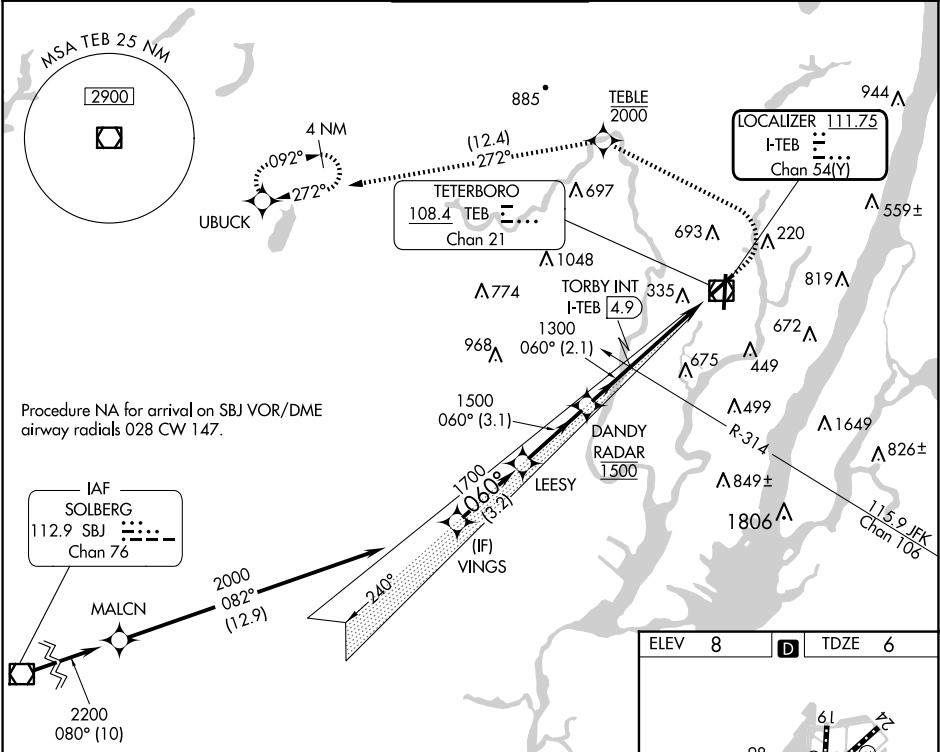 MSA TEB 25 NM
2900
4 NM
092°
272°
UBUCK
(12.4)
272°
885
TEBLE
2000
944
LOCALIZER 111.75
I-TEB
Chan 54(Y)
TETERBORO
108.4 TEB
Chan 21
697
559±
693
220
1048
774
TORBY INT
I-TEB 4.9
335
819
1300
060° (2.1)
672
968
675
449
Procedure NA for arrival on SBJ VOR/DME
airway radials 028 CW 147.
1500
060° (3.1)
499
DANDY
RADAR
1500
R-314
1649
826±
LEESY
849±
1700
060°
(3.2)
1806
115.9 JFK
Chan 106
IAF
SOLBERG
112.9 SBJ
Chan 76
(IF)
VINGS
240°
2000
082°
(12.9)
MALCN
2200
080° (10)
ELEV 8
D
TDZE 6
19
24